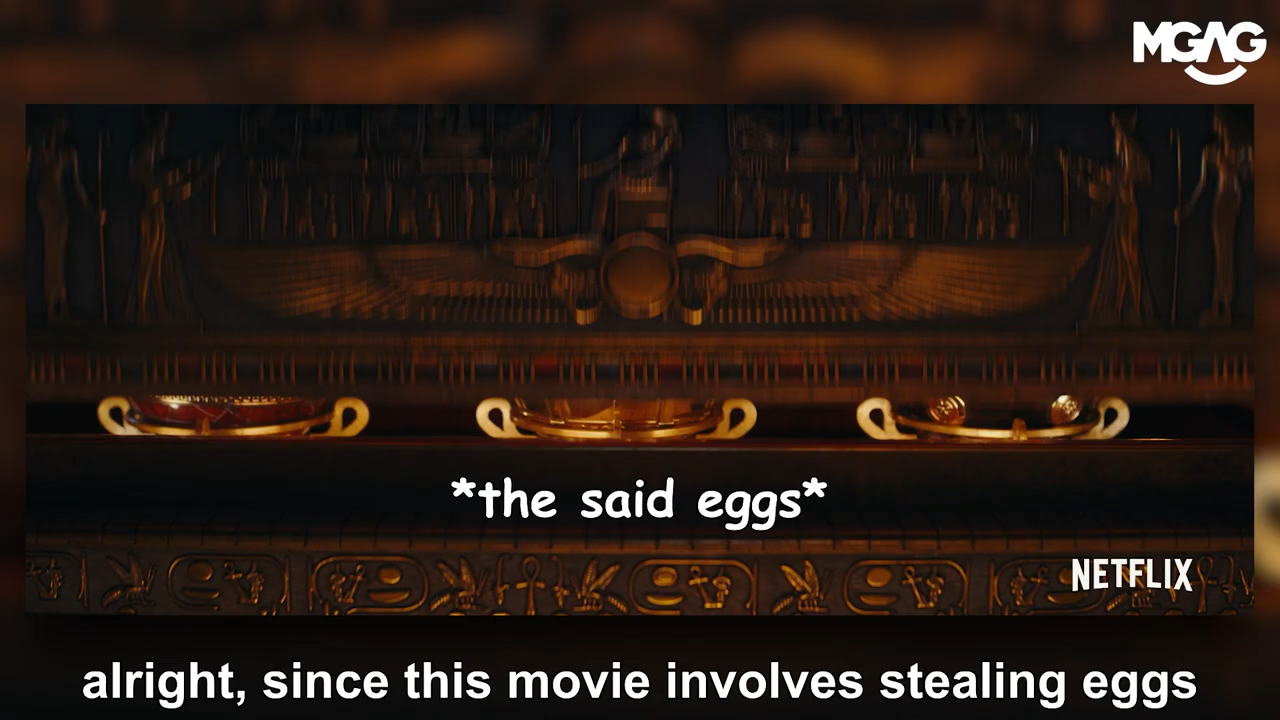 MGAG
*the said eggs*
NETFLIX
alright, since this movie involves stealing eggs